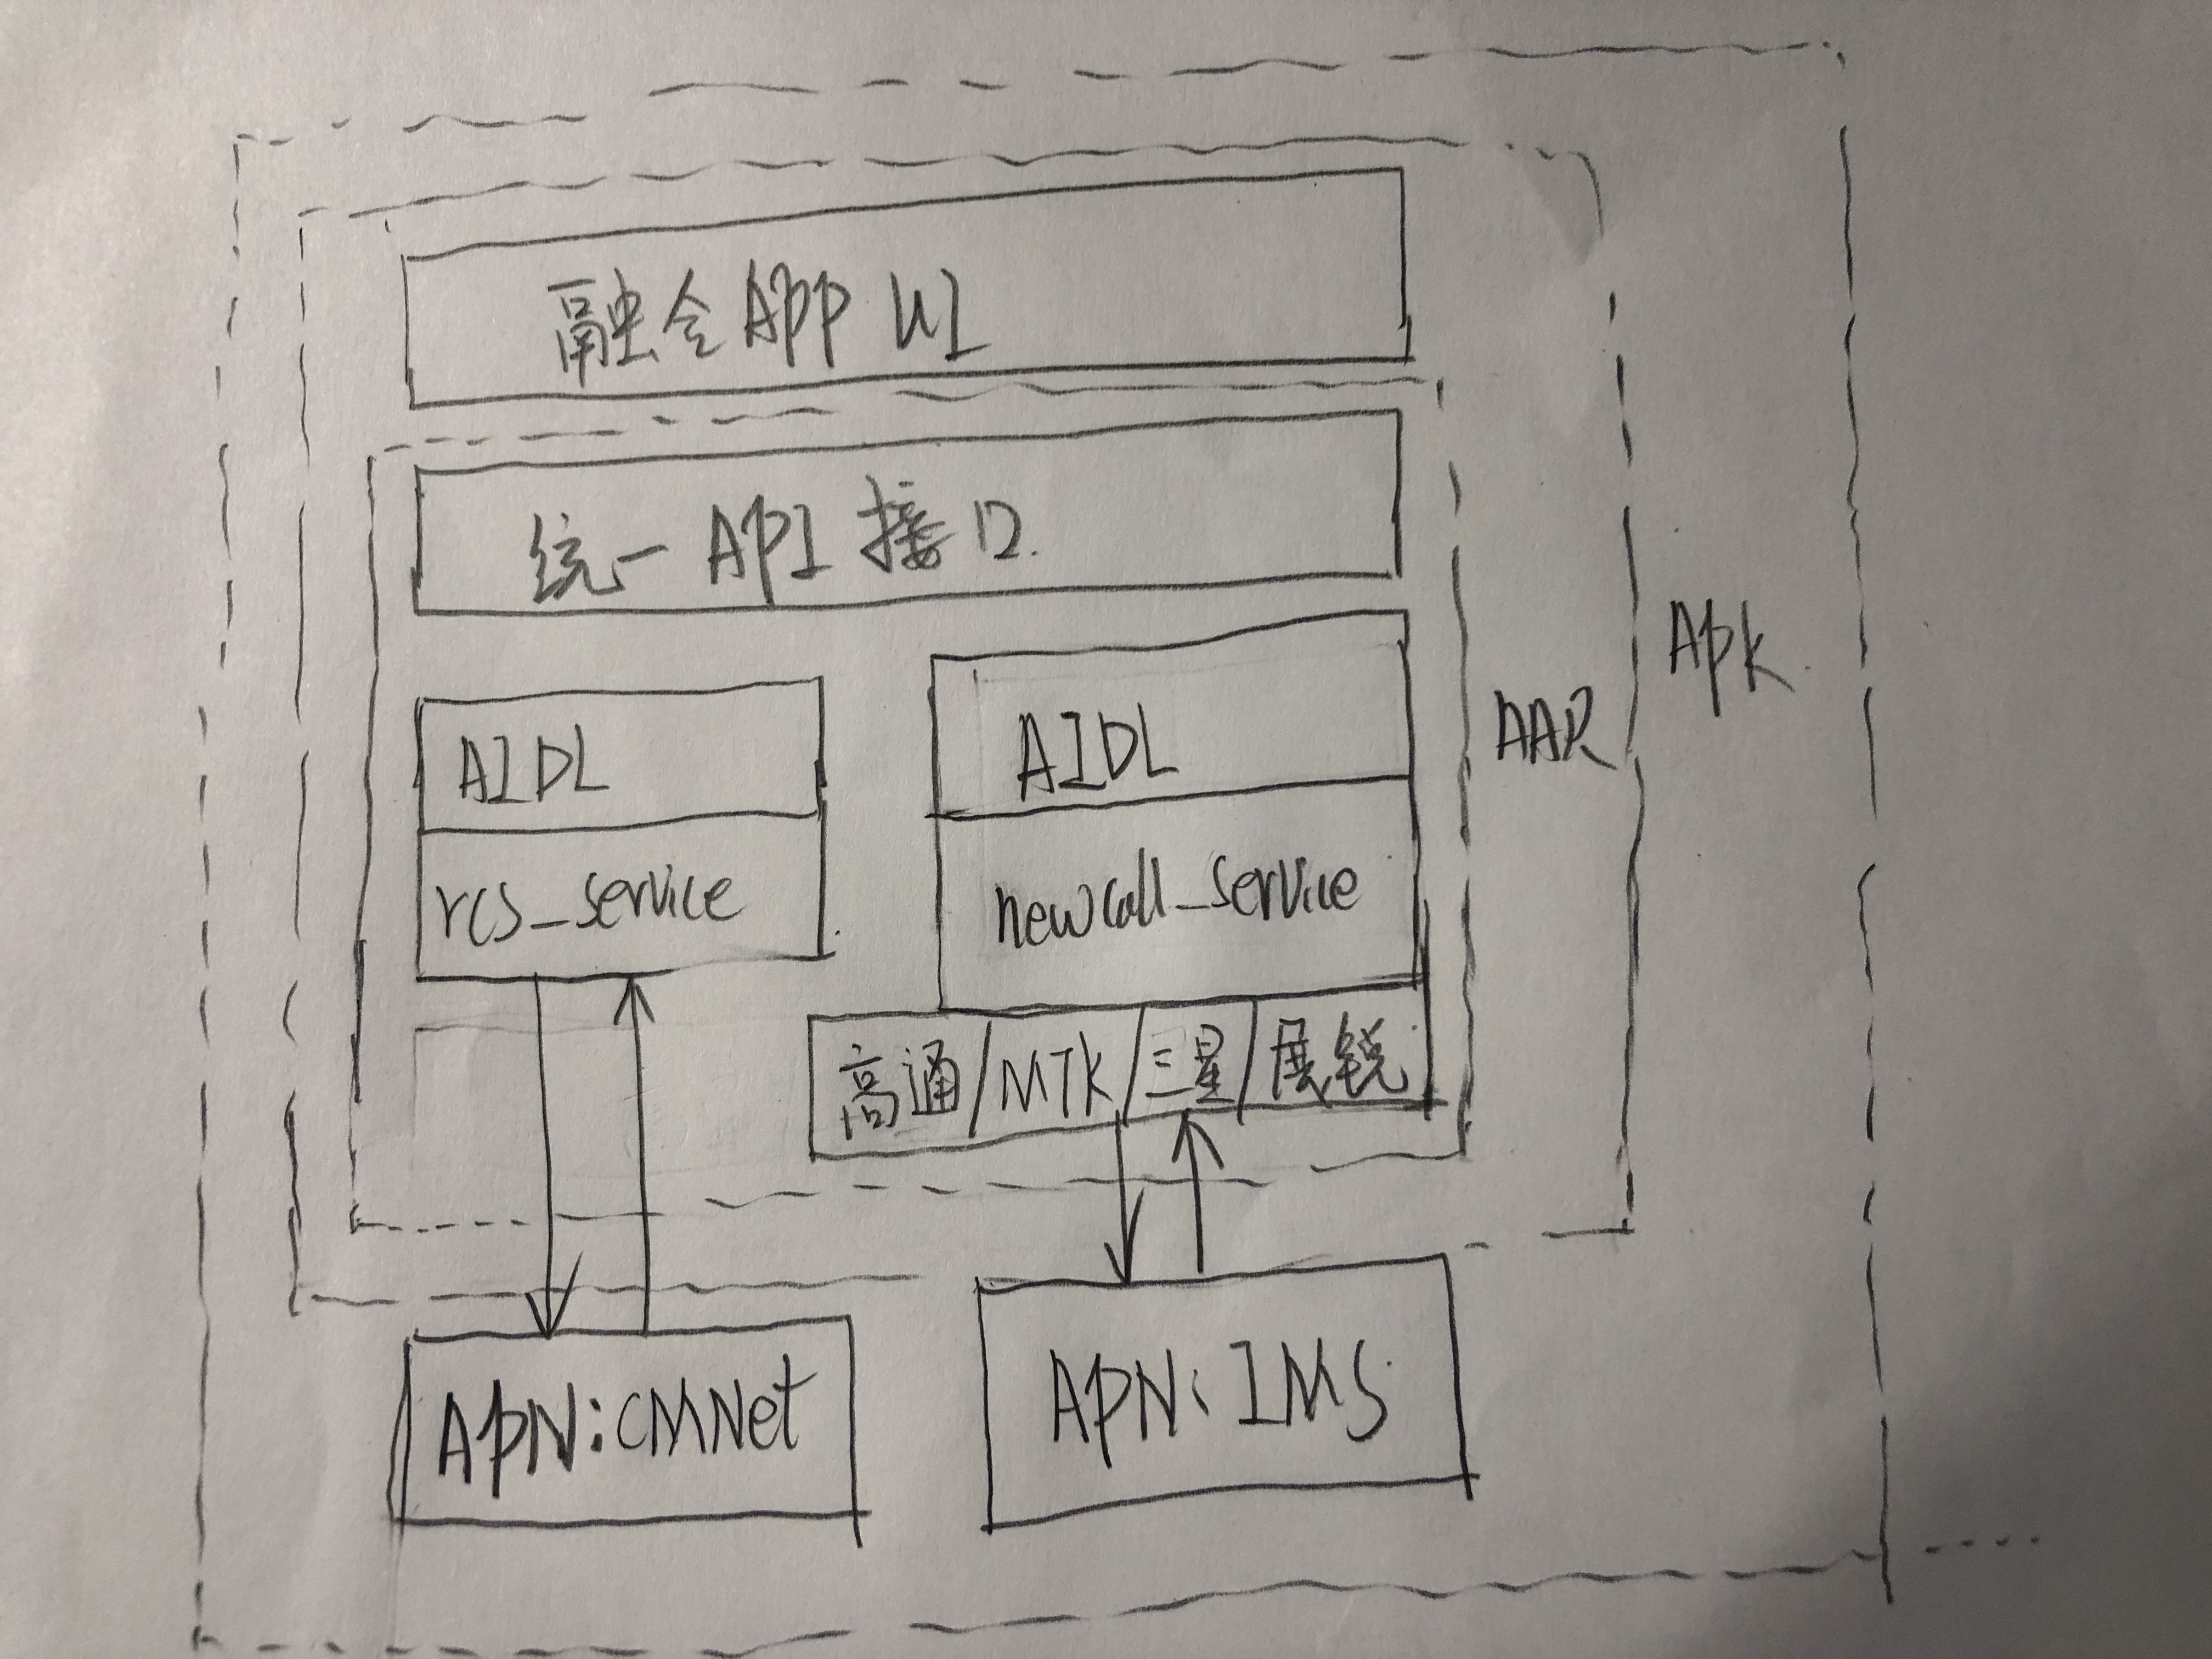 融合APP UI
统一API接口
AIDL
AIDL
rcs_service
newcall_service
高通/MTK/三星/展锐
AAR
Apk
APN:CMNet
APN:IMS